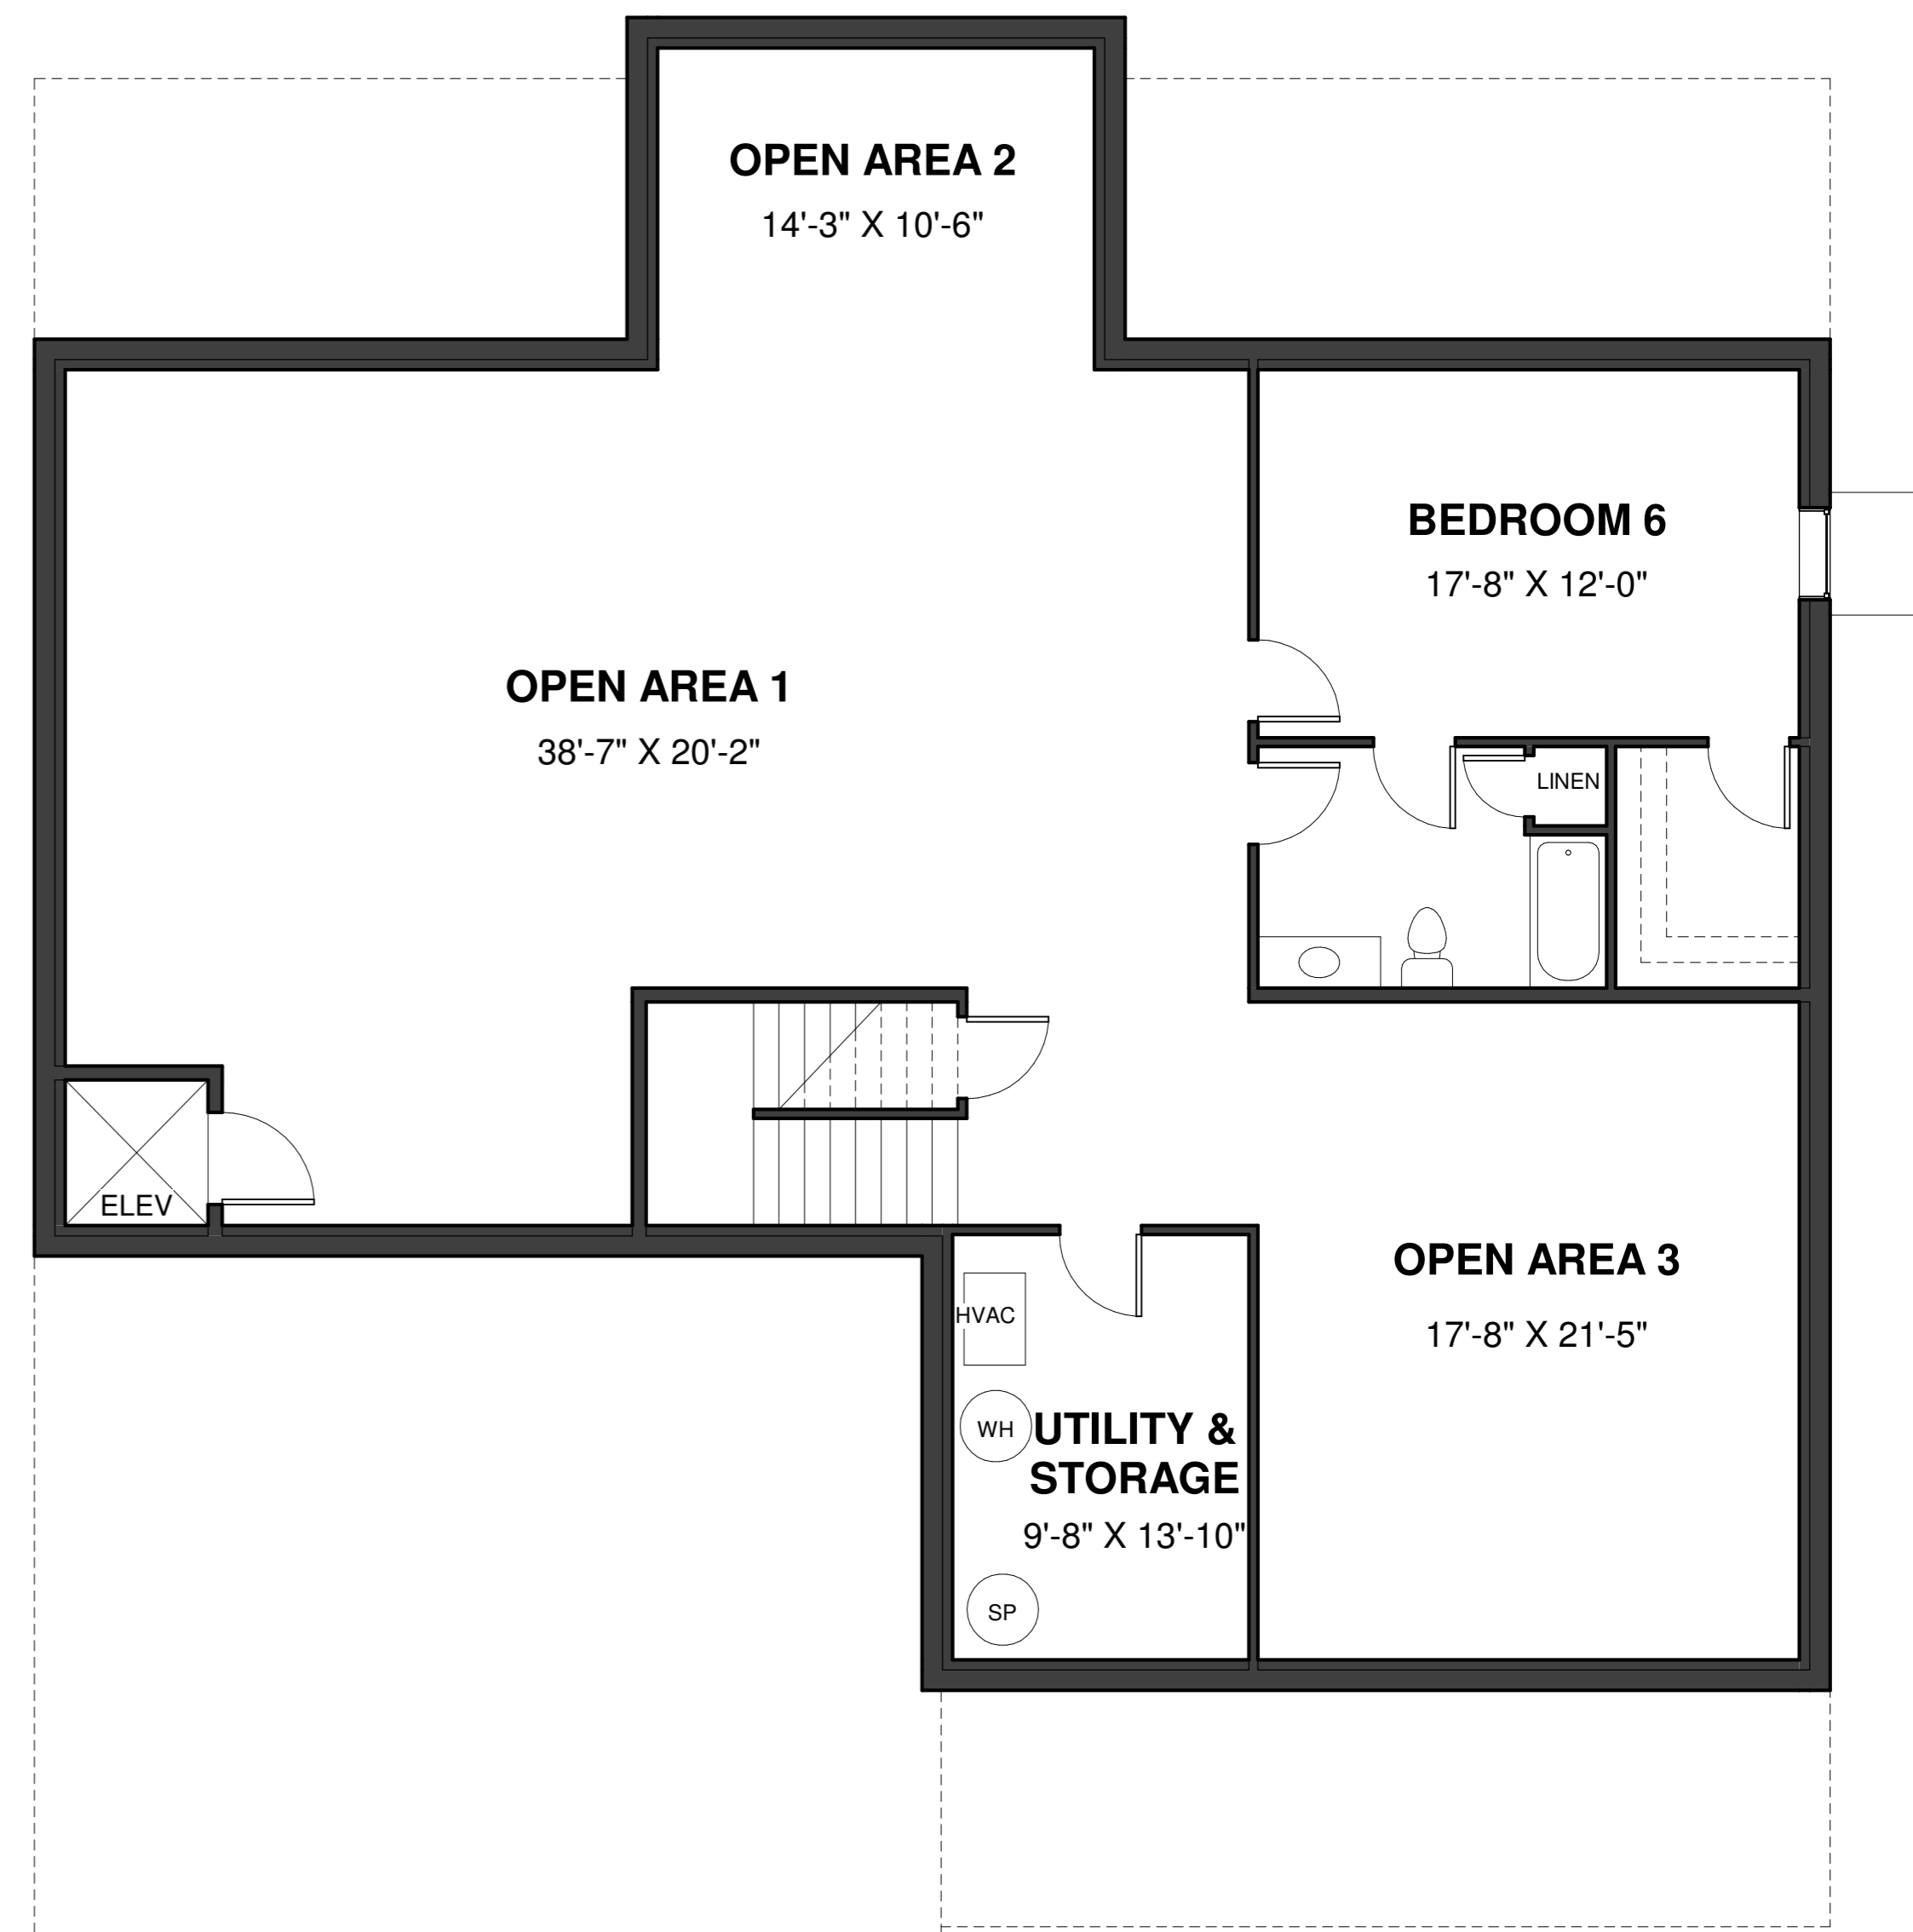 OPEN AREA 2
14'-3" X 10'-6"
BEDROOM 6
17'-8" X 12'-0"
OPEN AREA 1
38'-7" X 20'-2"
LINEN
ELEV
OPEN AREA 3
17'-8" X 21'-5"
HVAC
WH
UTILITY &
STORAGE
9'-8" X 13'-10"
SP